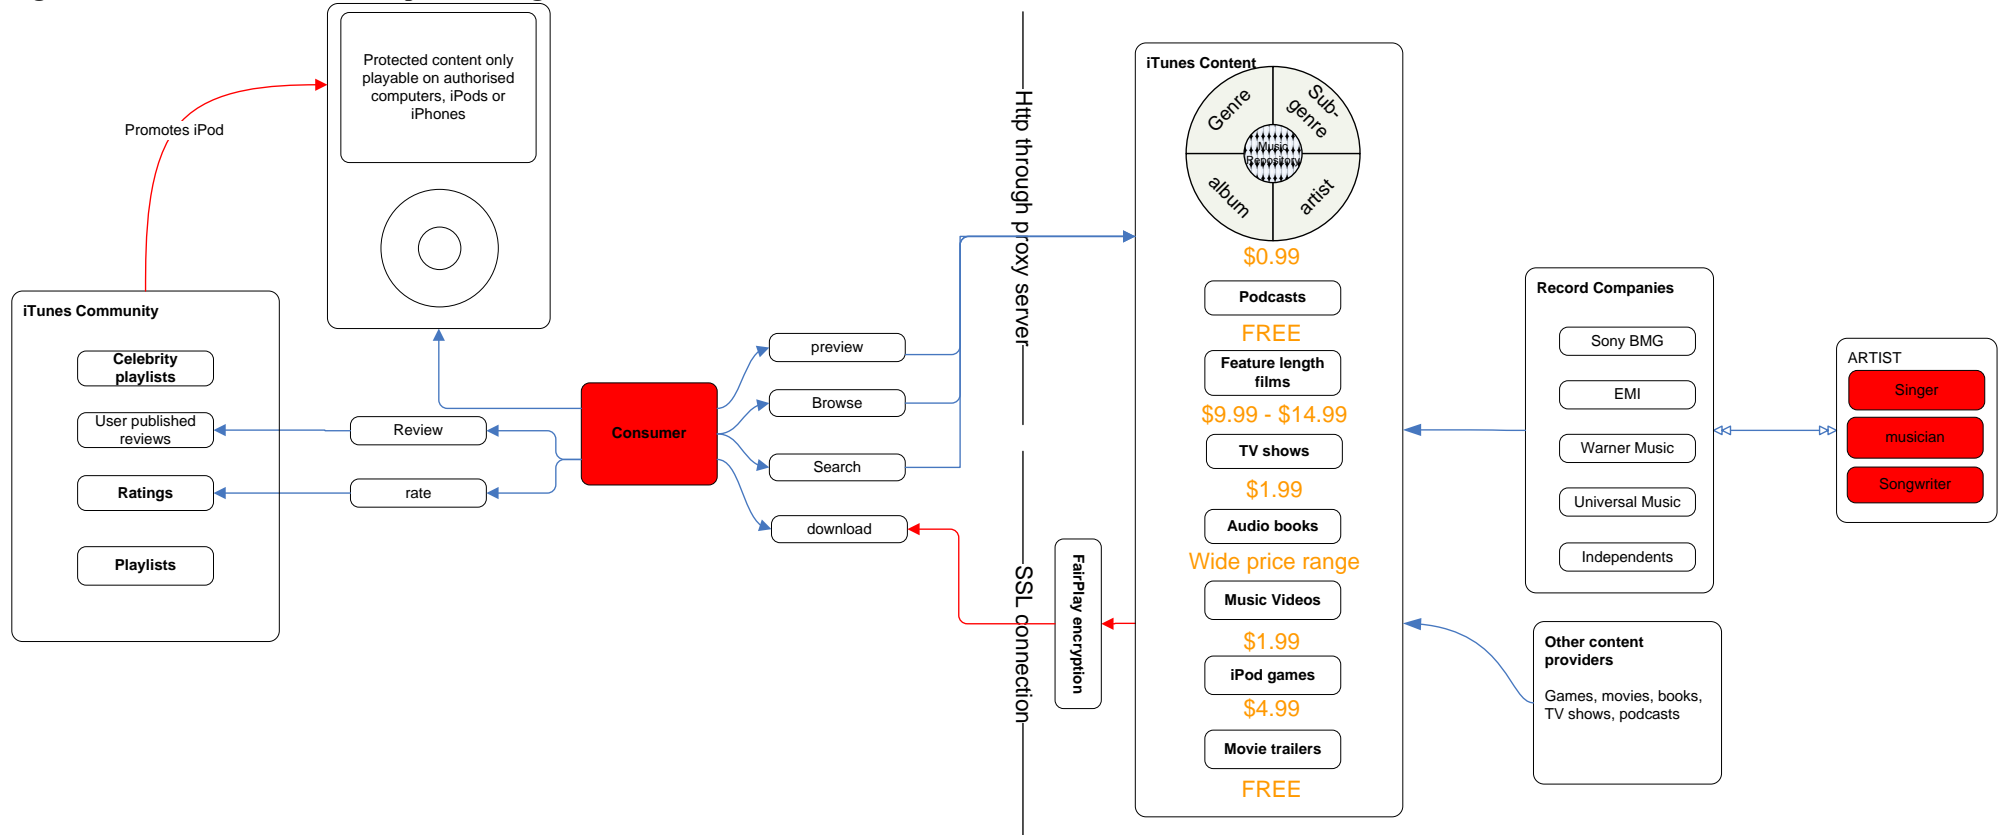 Protected content only
playable on authorised
computers, iPods or
iPhones
Promotes iPod
iTunes Community
Celebrity
playlists
User published
reviews
Ratings
Playlists
Review
rate
Consumer
preview
Browse
Search
download
Http through proxy server
SSL connection
FairPlay encryption
iTunes Content
Genre
Sub-
genre
Music
Repository
album
artist
$0.99
Podcasts
FREE
Feature length
films
$9.99 - $14.99
TV shows
$1.99
Audio books
Wide price range
Music Videos
$1.99
iPod games
$4.99
Movie trailers
FREE
Record Companies
Sony BMG
EMI
Warner Music
Universal Music
Independents
Other content
providers
Games, movies, books,
TV shows, podcasts
ARTIST
Singer
musician
Songwriter